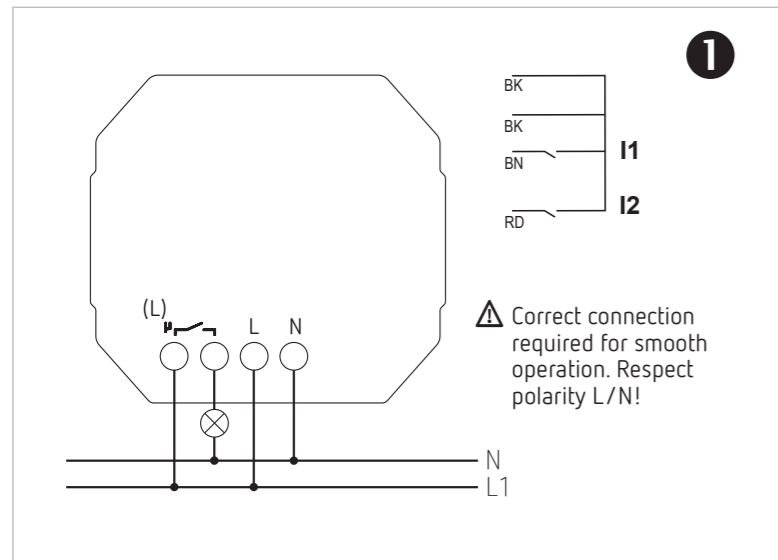 1
BK
BK
BN I1
RD I2
(L)
µ L N
Correct connection
required for smooth
operation. Respect
polarity L/N!
N
L1